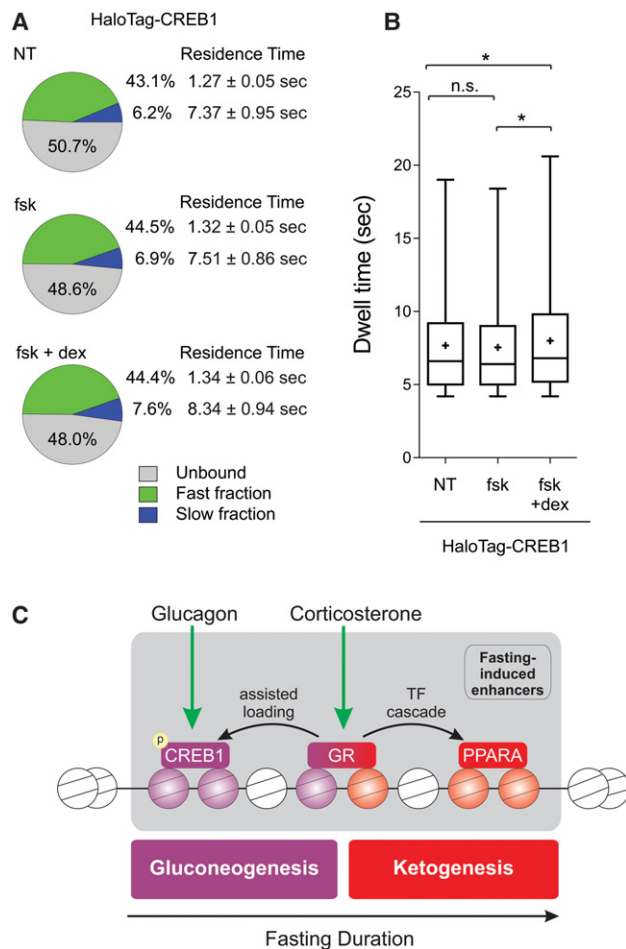 A
HaloTag-CREB1
NT
Residence Time
43.1% 1.27 ± 0.05 sec
6.2% 7.37 ± 0.95 sec
50.7%
fsk
Residence Time
44.5% 1.32 ± 0.05 sec
6.9% 7.51 ± 0.86 sec
48.6%
fsk + dex
Residence Time
44.4% 1.34 ± 0.06 sec
7.6% 8.34 ± 0.94 sec
48.0%
Unbound
Fast fraction
Slow fraction
B
*
n.s.
*
25
20
15
10
5
0
Dwell time (sec)
NT fsk fsk
+dex
HaloTag-CREB1
C
Glucagon Corticosterone
Fasting-
induced
enhancers
assisted
loading
TF
cascade
P
CREB1 GR PPARA
Gluconeogenesis Ketogenesis
Fasting Duration